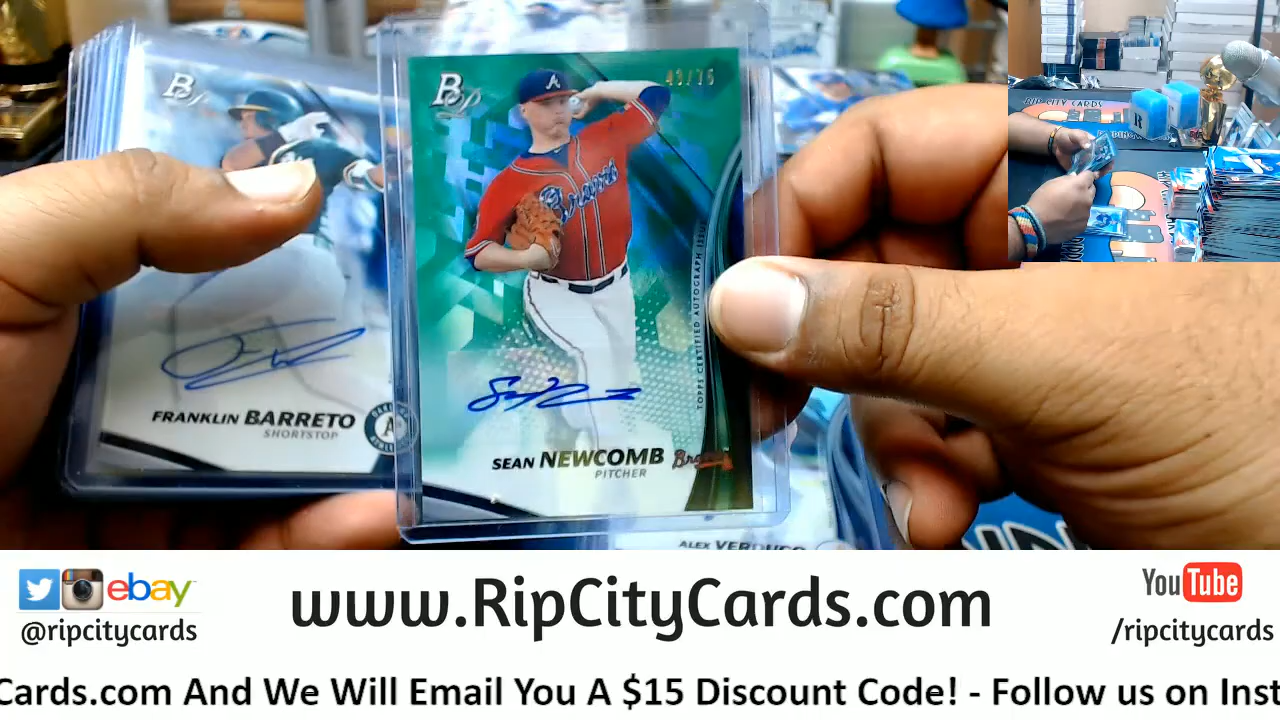 BP
BP
49/75
A
Braves
TOPPS CERTIFIED AUTOGRAPH ISSUE
FRANKLIN BARRETO
SHORTSTOP
SEAN NEWCOMB
PITCHER
Braves
ALEX VERDUGO
RIP CITY CARDS
ebay
@ripcitycards
www.RipCityCards.com
YouTube
/ripcitycards
Cards.com And We Will Email You A $15 Discount Code! - Follow us on Inst